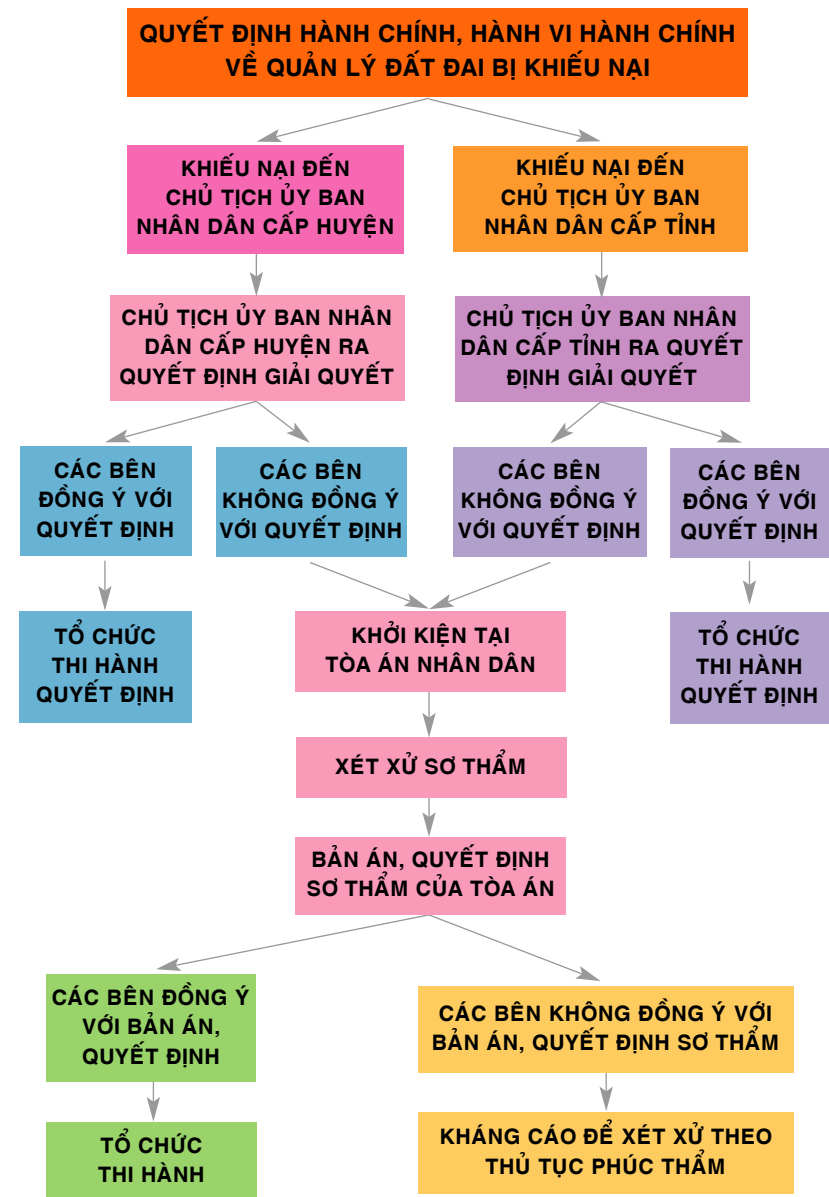 QUYẾT ĐỊNH HÀNH CHÍNH, HÀNH VI HÀNH CHÍNH
VỀ QUẢN LÝ ĐẤT ĐAI BỊ KHIẾU NẠI
KHIẾU NẠI ĐẾN
CHỦ TỊCH ỦY BAN
NHÂN DÂN CẤP HUYỆN
KHIẾU NẠI ĐẾN
CHỦ TỊCH ỦY BAN
NHÂN DÂN CẤP TỈNH
CHỦ TỊCH ỦY BAN NHÂN
DÂN CẤP HUYỆN RA
QUYẾT ĐỊNH GIẢI QUYẾT
CHỦ TỊCH ỦY BAN NHÂN
DÂN CẤP TỈNH RA QUYẾT
ĐỊNH GIẢI QUYẾT
CÁC BÊN
ĐỒNG Ý VỚI
QUYẾT ĐỊNH
CÁC BÊN
KHÔNG ĐỒNG Ý
VỚI QUYẾT ĐỊNH
CÁC BÊN
KHÔNG ĐỒNG Ý
VỚI QUYẾT ĐỊNH
CÁC BÊN
ĐỒNG Ý VỚI
QUYẾT ĐỊNH
TỔ CHỨC
THI HÀNH
QUYẾT ĐỊNH
KHỞI KIỆN TẠI
TÒA ÁN NHÂN DÂN
TỔ CHỨC
THI HÀNH
QUYẾT ĐỊNH
XÉT XỬ SƠ THẨM
BẢN ÁN, QUYẾT ĐỊNH
SƠ THẨM CỦA TÒA ÁN
CÁC BÊN ĐỒNG Ý
VỚI BẢN ÁN,
QUYẾT ĐỊNH
CÁC BÊN KHÔNG ĐỒNG Ý VỚI
BẢN ÁN, QUYẾT ĐỊNH SƠ THẨM
TỔ CHỨC
THI HÀNH
KHÁNG CÁO ĐỂ XÉT XỬ THEO
THỦ TỤC PHÚC THẨM